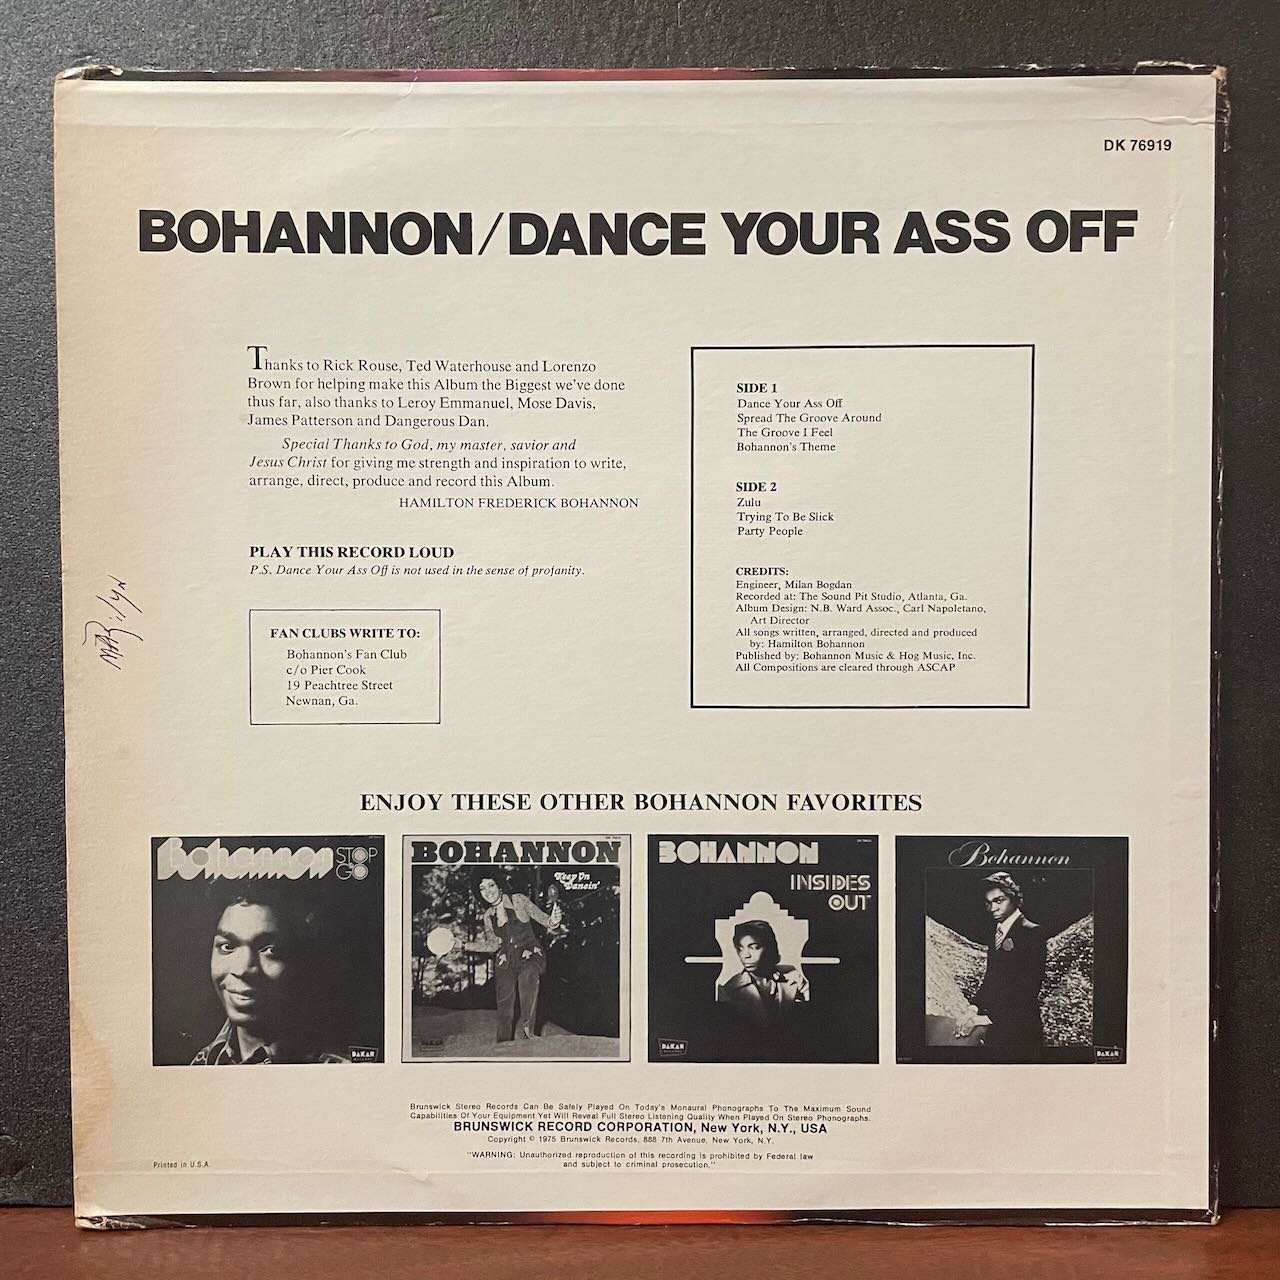 DK 76919
BOHANNON/DANCE YOUR ASS OFF
Thanks to Rick Rouse, Ted Waterhouse and Lorenzo
Brown for helping make this Album the Biggest we've done
thus far, also thanks to Leroy Emmanuel, Mose Davis,
James Patterson and Dangerous Dan.
Special Thanks to God, my master, savior and
Jesus Christ for giving me strength and inspiration to write,
arrange, direct, produce and record this Album.
HAMILTON FREDERICK BOHANNON
PLAY THIS RECORD LOUD
P.S. Dance Your Ass Off is not used in the sense of profanity.
FAN CLUBS WRITE TO:
Bohannon's Fan Club
c/o Pier Cook
19 Peachtree Street
Newnan, Ga.
MARilyn
SIDE 1
Dance Your Ass Off
Spread The Groove Around
The Groove I Feel
Bohannon's Theme
SIDE 2
Zulu
Trying To Be Slick
Party People
CREDITS:
Engineer, Milan Bogdan
Recorded at: The Sound Pit Studio, Atlanta, Ga.
Album Design: N.B. Ward Assoc., Carl Napoletano,
Art Director
All songs written, arranged, directed and produced
by: Hamilton Bohannon
Published by: Bohannon Music & Hog Music, Inc.
All Compositions are cleared through ASCAP
ENJOY THESE OTHER BOHANNON FAVORITES
Bohannon STOP
GO
DAKAR
BOHANNON
Keep On
Dancin'
DAKAR
BOHANNON
INSIDES
OUT
DAKAR
Bohannon
DAKAR
Brunswick Stereo Records Can Be Safely Played On Today's Monaural Phonographs To The Maximum Sound
Capabilities Of Your Equipment Yet Will Reveal Full Stereo Listening Quality When Played On Stereo Phonographs.
BRUNSWICK RECORD CORPORATION, New York, N.Y., USA
Copyright © 1975 Brunswick Records, 888 7th Avenue, New York, N.Y.
"WARNING: Unauthorized reproduction of this recording is prohibited by Federal law
and subject to criminal prosecution."
Printed in U.S.A.